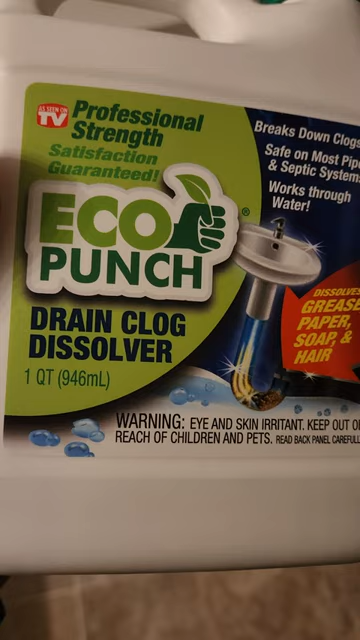 AS SEEN ON
TV
Professional
Strength
Satisfaction
Guaranteed!
ECO
PUNCH
®
DRAIN CLOG
DISSOLVER
1 QT (946mL)
Breaks Down Clogs
Safe on Most Pip
& Septic Systems
Works through
Water!
DISSOLVES
GREASE
PAPER,
SOAP, &
HAIR
WARNING: EYE AND SKIN IRRITANT. KEEP OUT OF
REACH OF CHILDREN AND PETS. READ BACK PANEL CAREFULL